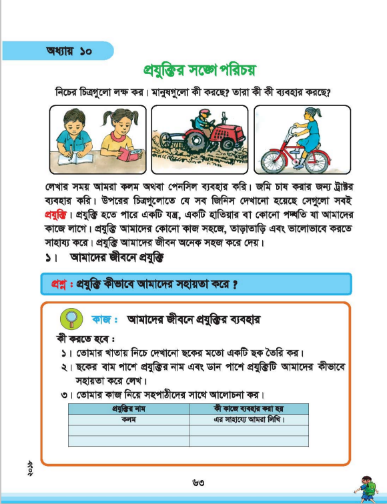 অধ্যায় ১০
প্রযুক্তির সঙ্গে পরিচয়
নিচের চিত্রগুলো লক্ষ কর। মানুষগুলো কী করছে? তারা কী কী ব্যবহার করছে?
লেখার সময় আমরা কলম অথবা পেনসিল ব্যবহার করি। জমি চাষ করার জন্য ট্রাক্টর
ব্যবহার করি। উপরের চিত্রগুলোতে যে সব জিনিস দেখানো হয়েছে সেগুলো সবই
প্রযুক্তি। প্রযুক্তি হতে পারে একটি যন্ত্র, একটি হাতিয়ার বা কোনো পদ্ধতি যা আমাদের
কাজে লাগে। প্রযুক্তি আমাদের কোনো কাজ সহজে, তাড়াতাড়ি এবং ভালোভাবে করতে
সাহায্য করে। প্রযুক্তি আমাদের জীবন অনেক সহজ করে দেয়।
১। আমাদের জীবনে প্রযুক্তি
প্রশ্ন : প্রযুক্তি কীভাবে আমাদের সহায়তা করে ?
কাজ : আমাদের জীবনে প্রযুক্তির ব্যবহার
কী করতে হবে :
১। তোমার খাতায় নিচে দেখানো ছকের মতো একটি ছক তৈরি কর।
২। ছকের বাম পাশে প্রযুক্তির নাম এবং ডান পাশে প্রযুক্তিটি আমাদের কীভাবে
সহায়তা করে লেখ।
৩। তোমার কাজ নিয়ে সহপাঠীদের সাথে আলোচনা কর।
প্রযুক্তির নাম কী কাজে ব্যবহার করা হয়
কলম এর সাহায্যে আমরা লিখি।
২০১৮
৬৩